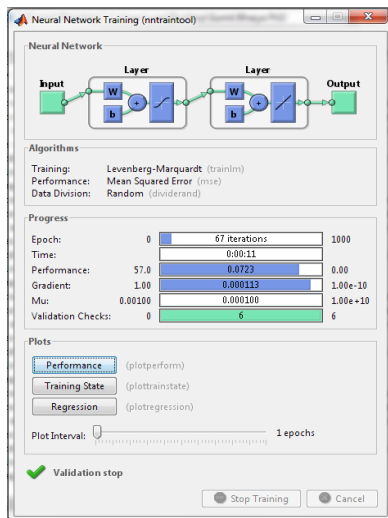 Neural Network Training (nntraintool)
Neural Network
Layer Layer
Input Output
W W
+ +
b b
Algorithms
Training: Levenberg-Marquardt (trainlm)
Performance: Mean Squared Error (mse)
Data Division: Random (dividerand)
Progress
Epoch: 0 67 iterations 1000
Time: 0:00:11
Performance: 57.0 0.0723 0.00
Gradient: 1.00 0.000113 1.00e-10
Mu: 0.00100 0.000100 1.00e+10
Validation Checks: 0 6 6
Plots
Performance (plotperform)
Training State (plottrainstate)
Regression (plotregression)
Plot Interval: 1 epochs
Validation stop
Stop Training Cancel